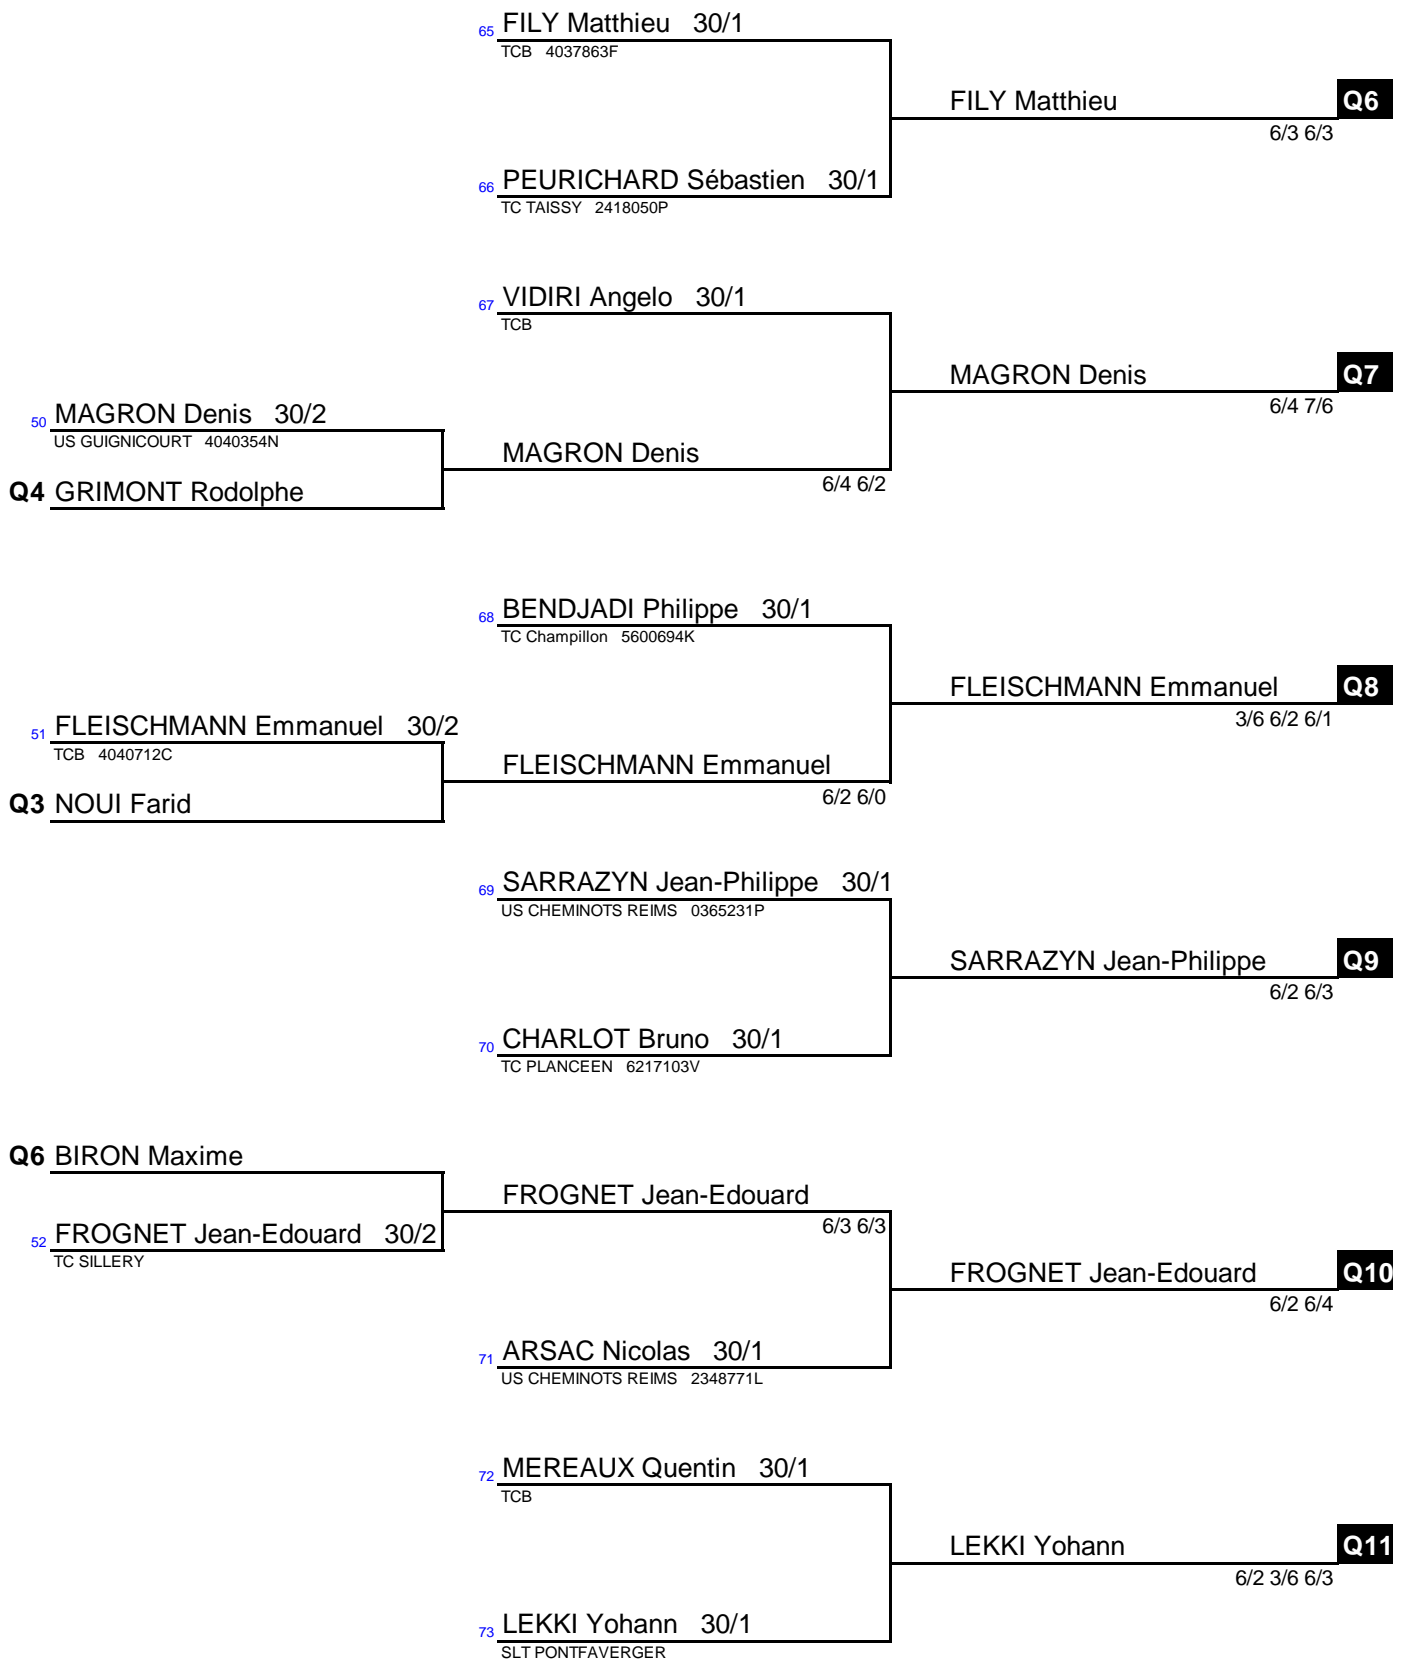 65 FILY Matthieu 30/1
TCB 4037863F
FILY Matthieu Q6
6/3 6/3
66 PEURICHARD Sébastien 30/1
TC TAISSY 2418050P
67 VIDIRI Angelo 30/1
TCB
MAGRON Denis Q7
6/4 7/6
50 MAGRON Denis 30/2
US GUIGNICOURT 4040354N
MAGRON Denis
6/4 6/2
Q4 GRIMONT Rodolphe
68 BENDJADI Philippe 30/1
TC Champillon 5600694K
FLEISCHMANN Emmanuel Q8
3/6 6/2 6/1
51 FLEISCHMANN Emmanuel 30/2
TCB 4040712C
FLEISCHMANN Emmanuel
6/2 6/0
Q3 NOUI Farid
69 SARRAZYN Jean-Philippe 30/1
US CHEMINOTS REIMS 0365231P
SARRAZYN Jean-Philippe Q9
6/2 6/3
70 CHARLOT Bruno 30/1
TC PLANCEEN 6217103V
Q6 BIRON Maxime
FROGNET Jean-Edouard
6/3 6/3
52 FROGNET Jean-Edouard 30/2
TC SILLERY
FROGNET Jean-Edouard Q10
6/2 6/4
71 ARSAC Nicolas 30/1
US CHEMINOTS REIMS 2348771L
72 MEREAUX Quentin 30/1
TCB
LEKKI Yohann Q11
6/2 3/6 6/3
73 LEKKI Yohann 30/1
SLT PONTFAVERGER